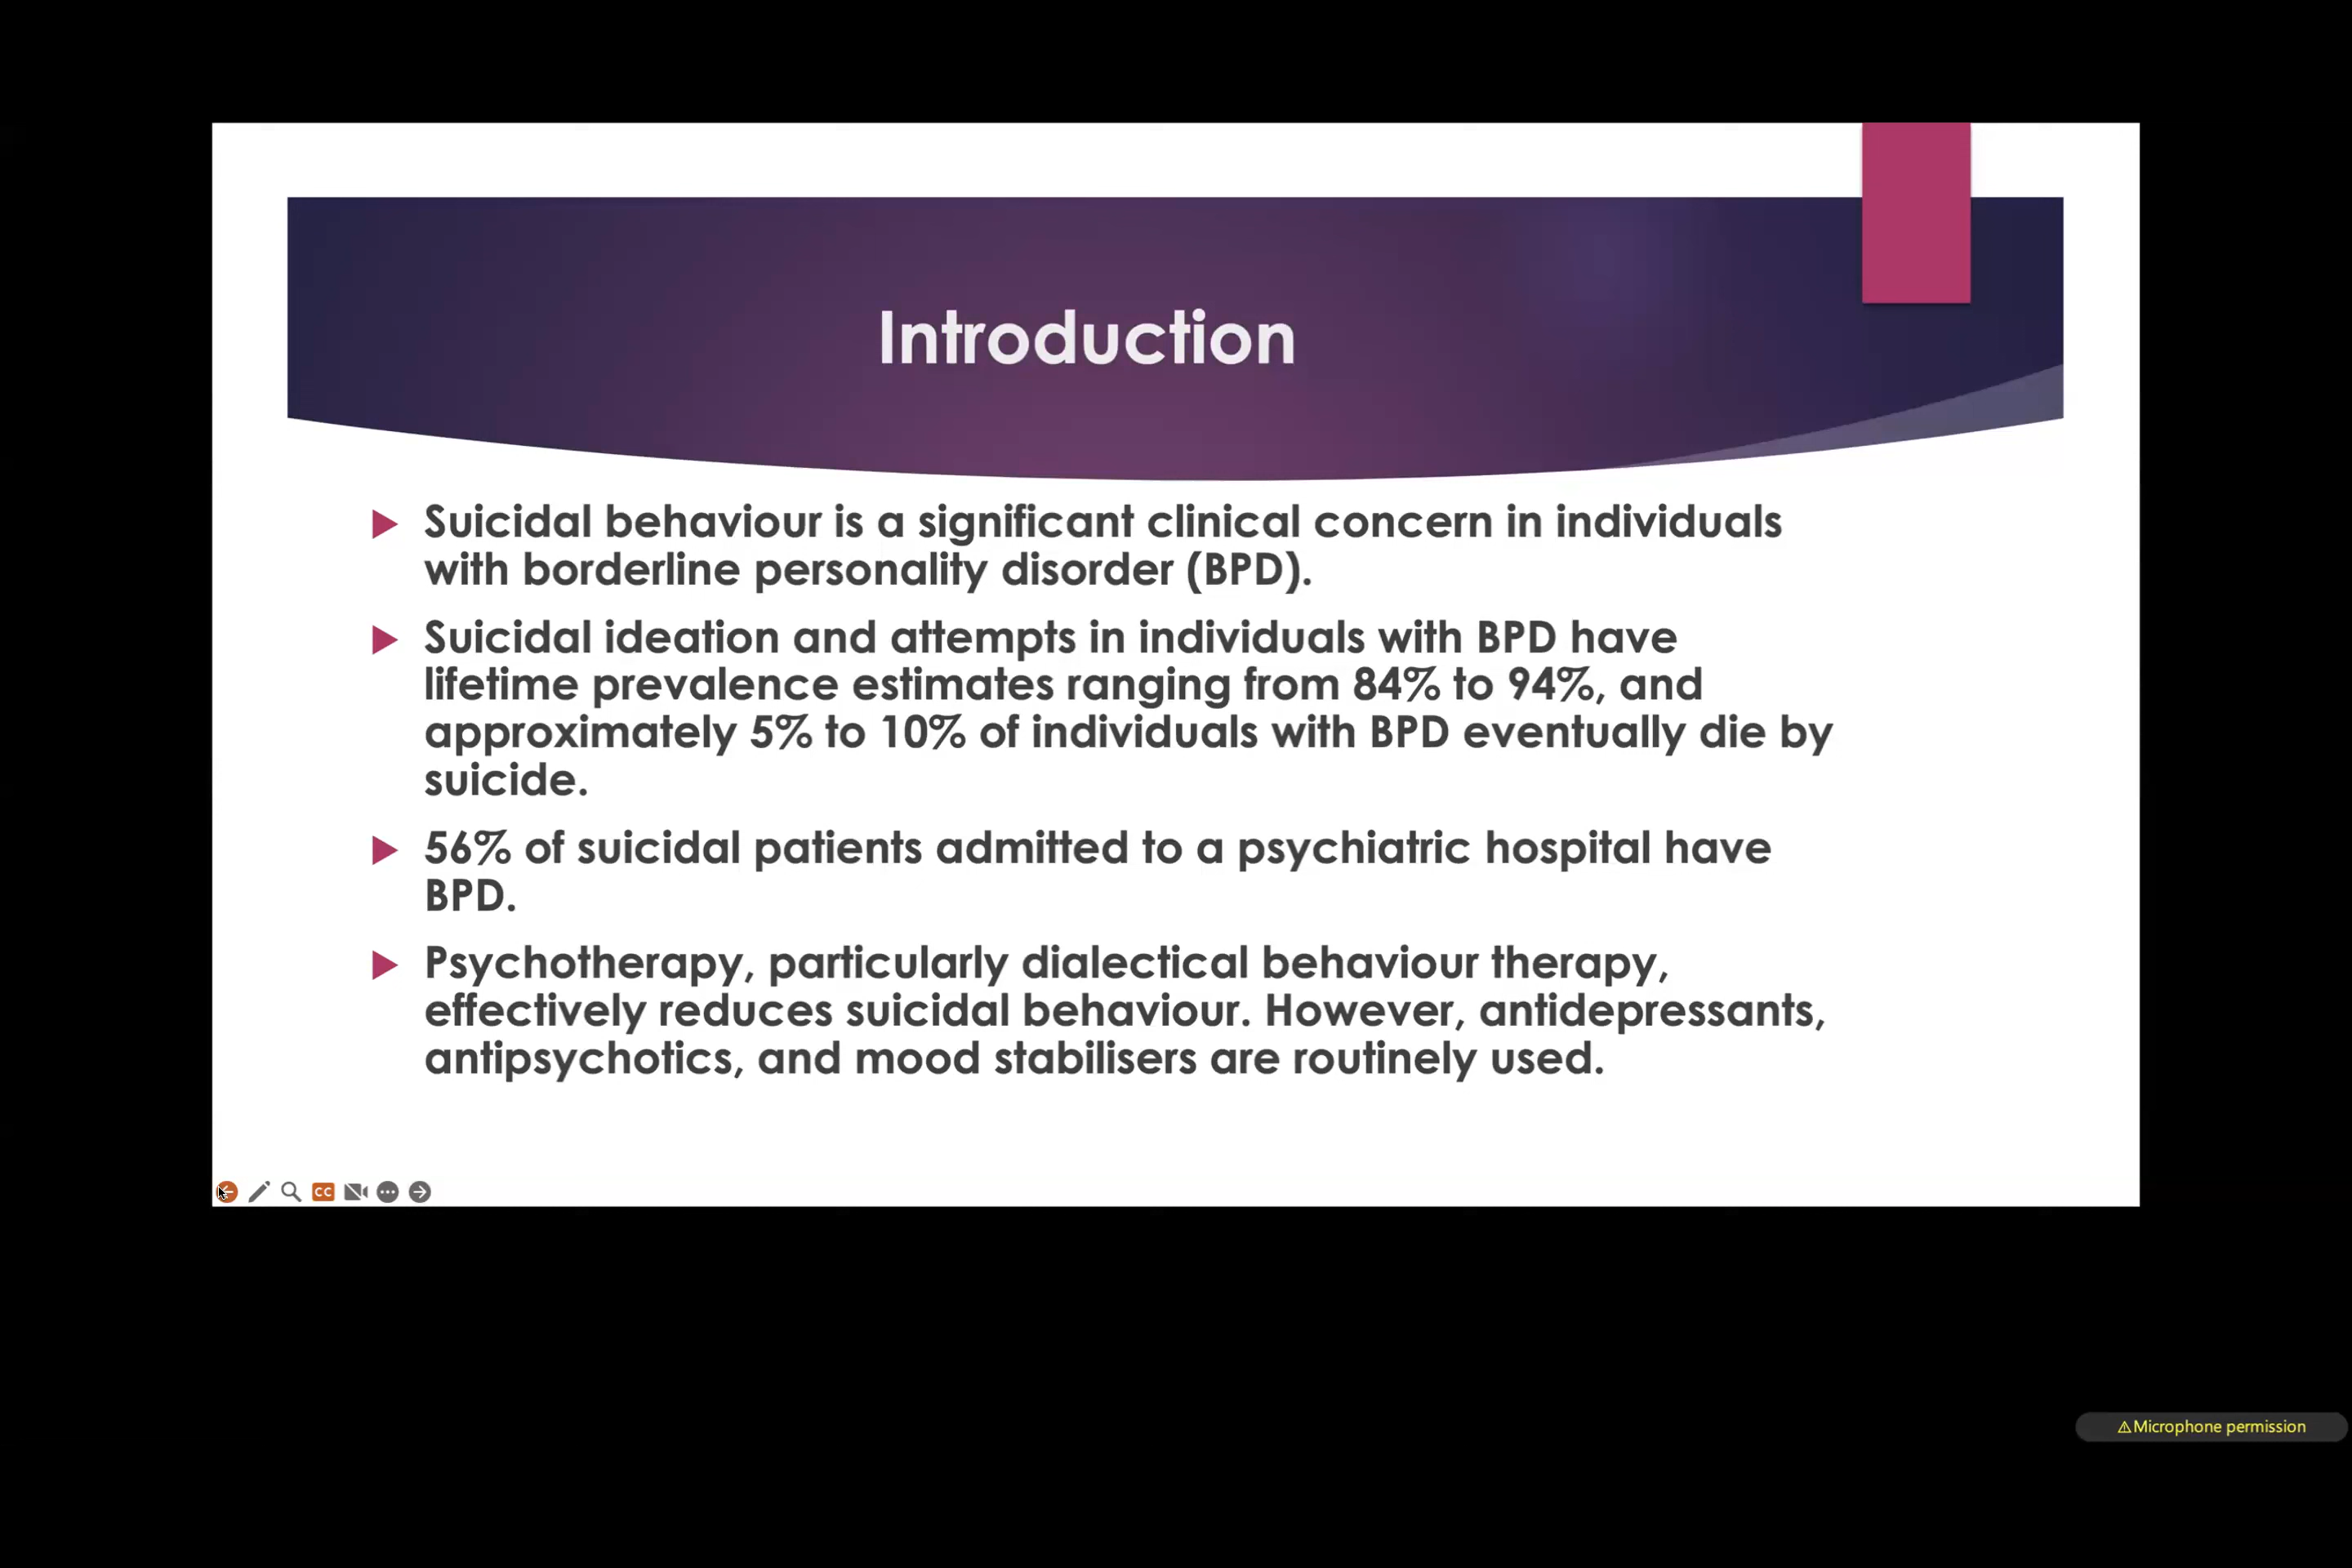 Introduction
Suicidal behaviour is a significant clinical concern in individuals
with borderline personality disorder (BPD).
Suicidal ideation and attempts in individuals with BPD have
lifetime prevalence estimates ranging from 84% to 94%, and
approximately 5% to 10% of individuals with BPD eventually die by
suicide.
56% of suicidal patients admitted to a psychiatric hospital have
BPD.
Psychotherapy, particularly dialectical behaviour therapy,
effectively reduces suicidal behaviour. However, antidepressants,
antipsychotics, and mood stabilisers are routinely used.
CC
⚠Microphone permission